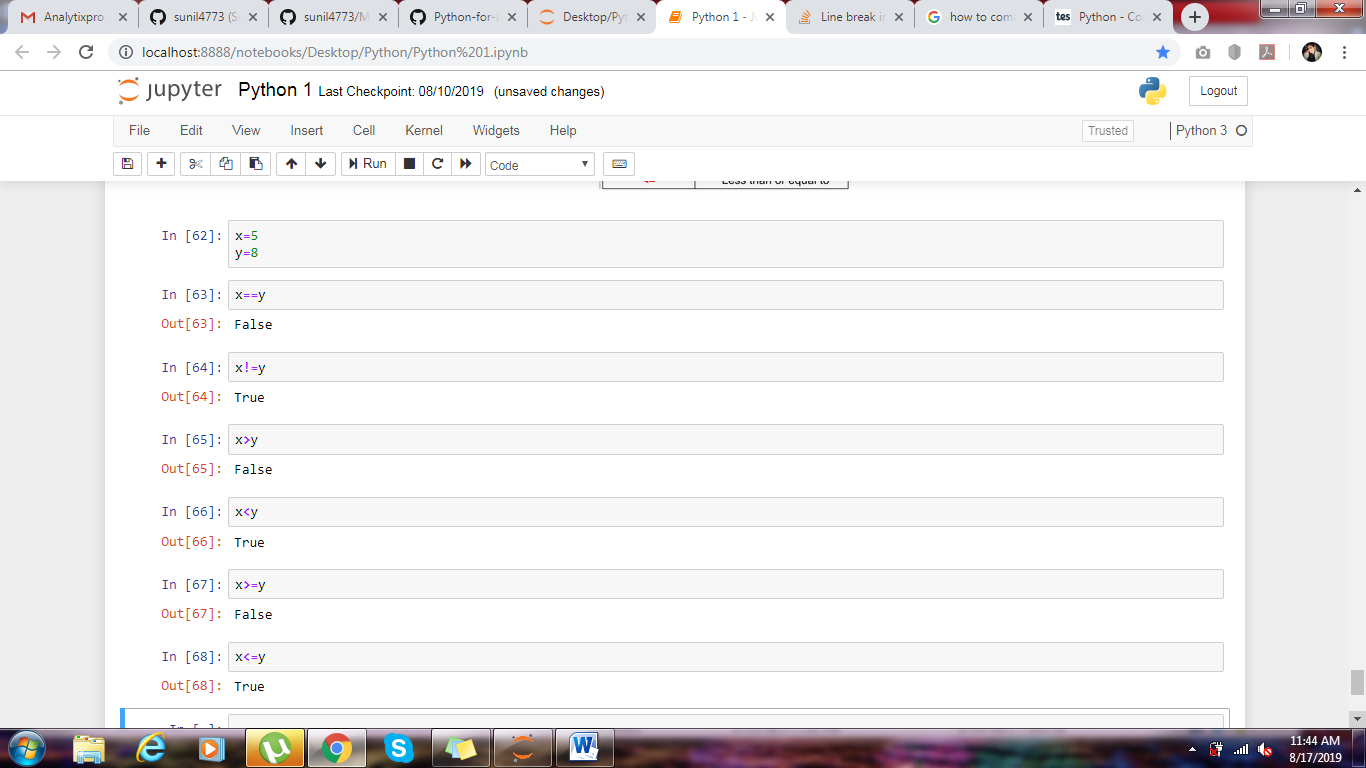 Analytixpro
sunil4773 (S
sunil4773/M
Python-for-
Desktop/Pyt
Python 1 - J
Line break i
how to com
tes Python - Co
localhost:8888/notebooks/Desktop/Python/Python%201.ipynb
jupyter Python 1 Last Checkpoint: 08/10/2019 (unsaved changes)
Logout
File Edit View Insert Cell Kernel Widgets Help
Trusted
Python 3
Run
Code
Less than or equal to
In [62]: x=5
y=8
In [63]: x==y
Out[63]: False
In [64]: x!=y
Out[64]: True
In [65]: x>y
Out[65]: False
In [66]: x<y
Out[66]: True
In [67]: x>=y
Out[67]: False
In [68]: x<=y
Out[68]: True
In [ ]:
11:44 AM
8/17/2019